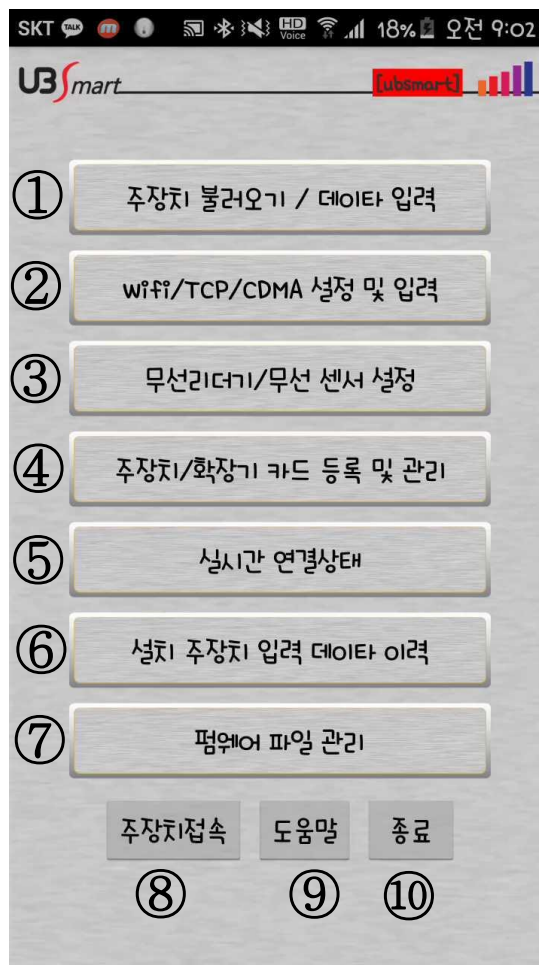 SKT TALK m HD Voice 18% 오전 9:02
UBSmart [ubsmart]
① 주장치 불러오기 / 데이타 입력
② Wifi/TCP/CDMA 설정 및 입력
③ 무선리더기/무선 센서 설정
④ 주장치/확장기 카드 등록 및 관리
⑤ 실시간 연결상태
⑥ 설치 주장치 입력 데이타 이력
⑦ 펌웨어 파일 관리
주장치접속 도움말 종료
⑧ ⑨ ⑩